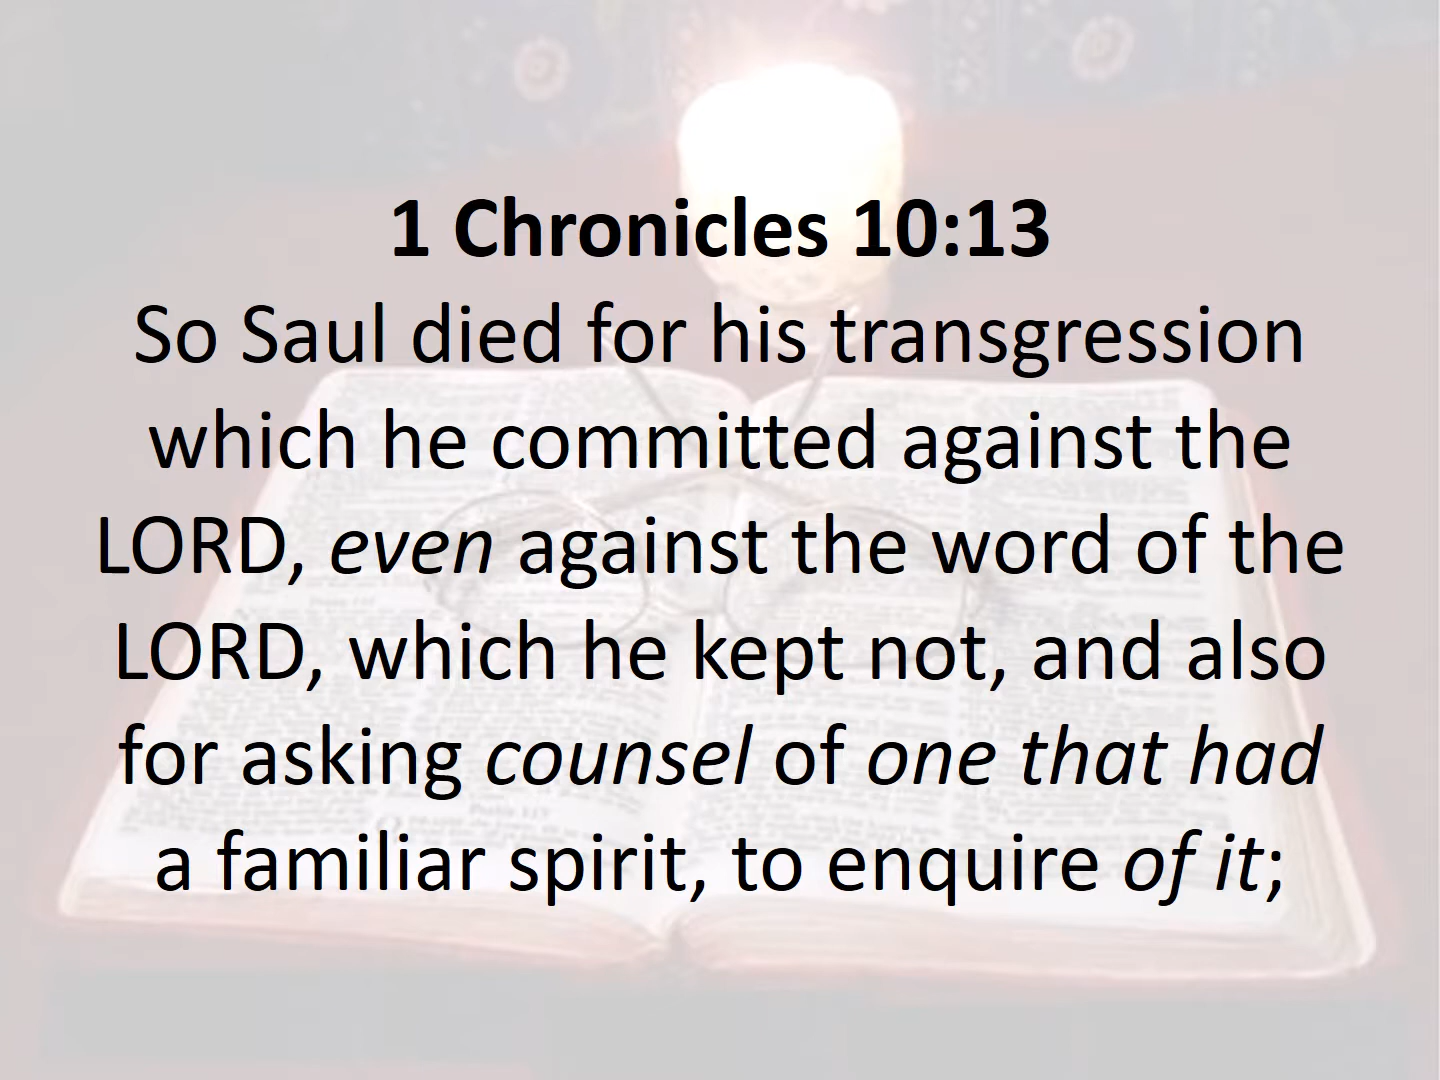 1 Chronicles 10:13
So Saul died for his transgression
which he committed against the
LORD, even against the word of the
LORD, which he kept not, and also
for asking counsel of one that had
a familiar spirit, to enquire of it;